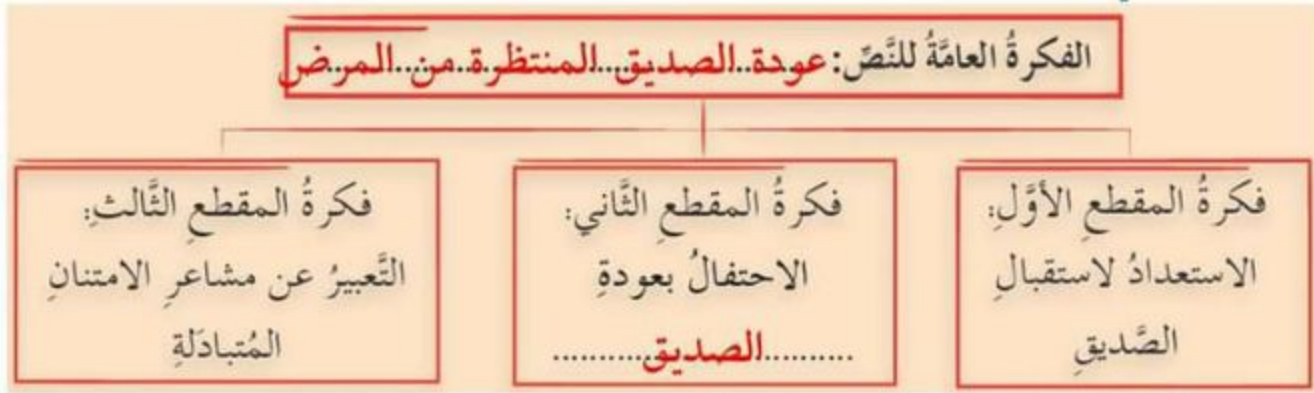 الفكرةُ العامَّةُ للنَّصِّ: عودة الصديق المنتظرة من المرض
فكرةُ المقطعِ الأوَّلِ:
الاستعدادُ لاستقبالِ
الصَّديقِ
فكرةُ المقطعِ الثَّاني:
الاحتفالُ بعودةِ
..........الصديق..........
فكرةُ المقطعِ الثَّالثِ:
التَّعبيرُ عن مشاعرِ الامتنانِ
المُتبادَلةِ